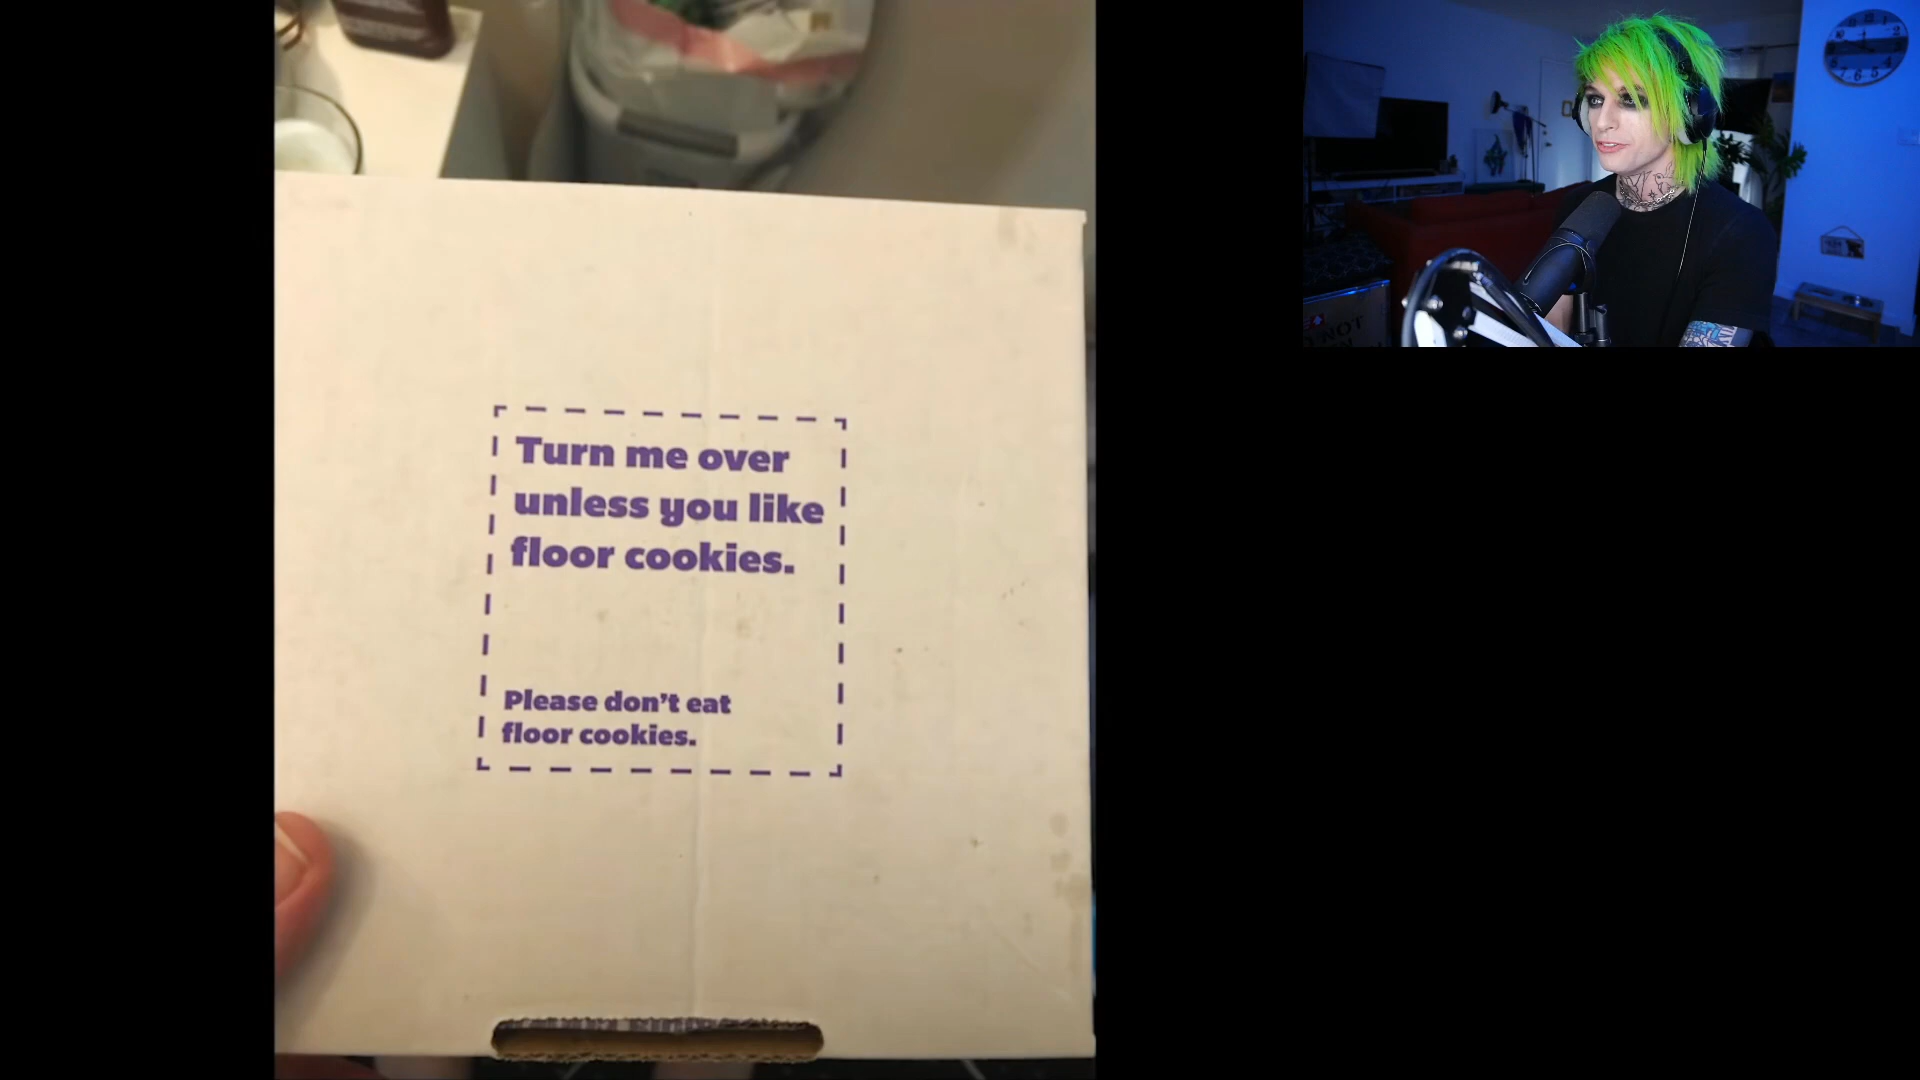 Turn me over
unless you like
floor cookies.
Please don't eat
floor cookies.